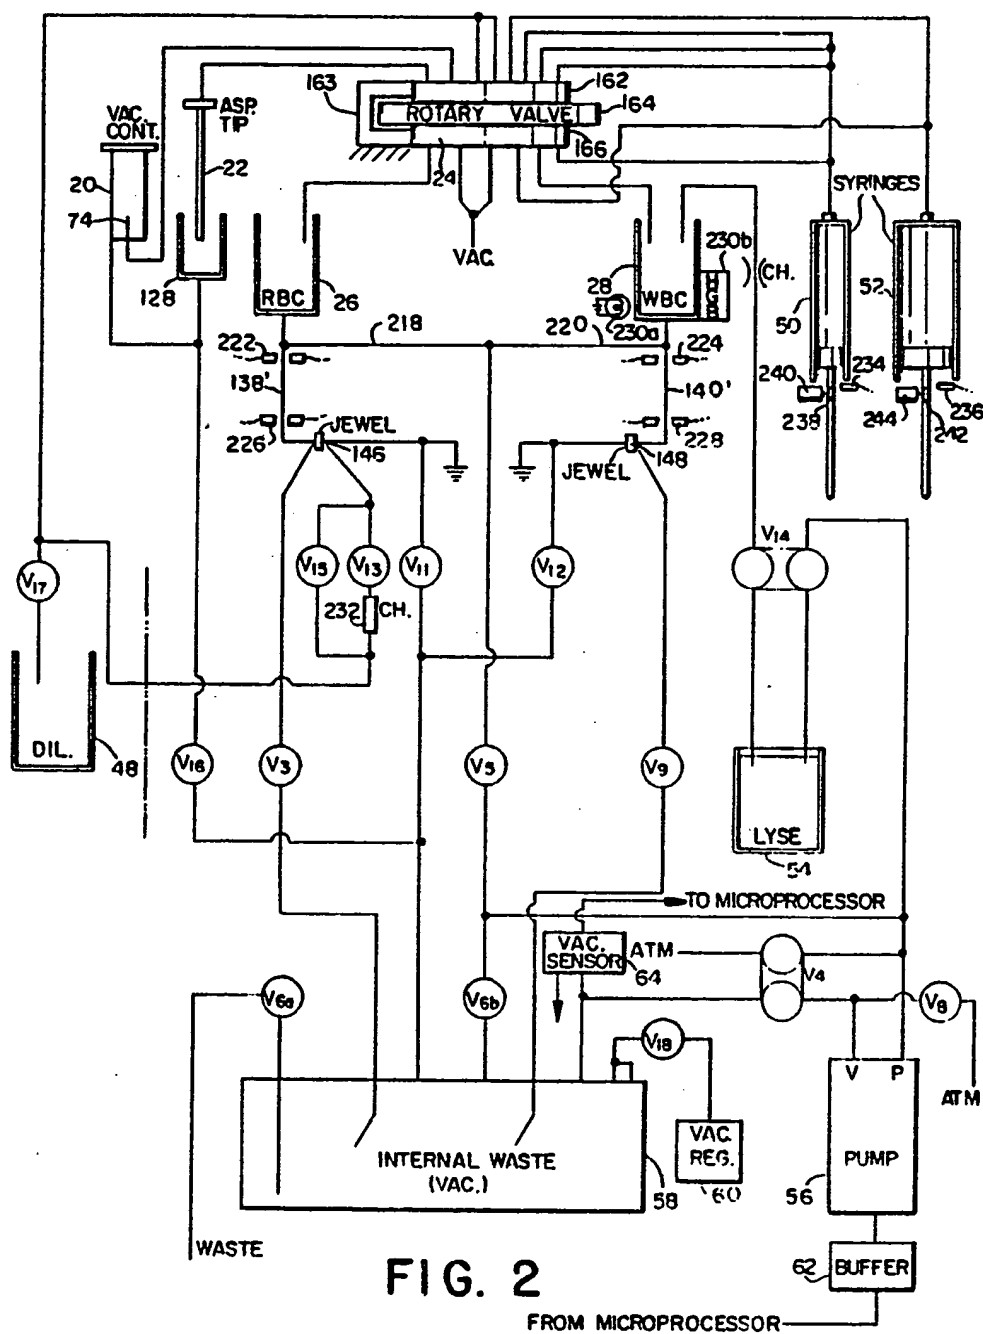 163
162
164
ROTARY VALVE
166
24
VAC.
CONT.
ASP.
TIP
20
22
74
128
VAC.
SYRINGES
RBC
26
28
WBC
230b
CH.
230a
50
52
218
220
222
224
138'
140'
226
228
JEWEL
146
JEWEL
148
240
234
238
244
236
242
V17
V15
V13
V11
V12
V14
232
CH.
DIL.
48
V16
V3
V5
V9
LYSE
54
TO MICROPROCESSOR
VAC.
SENSOR
64
ATM
V4
V6a
V6b
V8
V18
V P
ATM
INTERNAL WASTE
(VAC.)
58
VAC.
REG.
60
PUMP
56
WASTE
BUFFER
62
FIG. 2
FROM MICROPROCESSOR